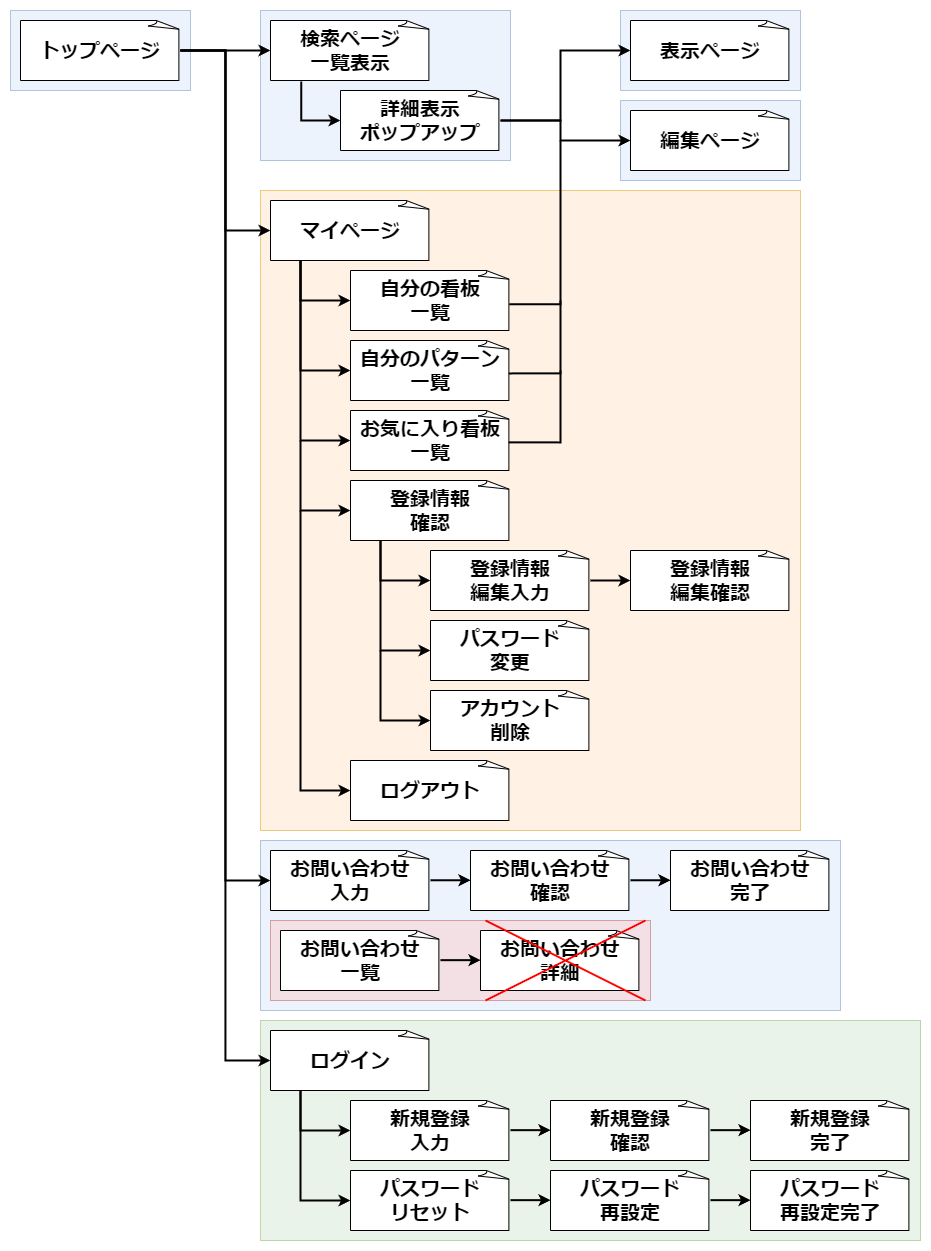 トップページ
検索ページ
一覧表示
詳細表示
ポップアップ
表示ページ
編集ページ
マイページ
自分の看板
一覧
自分のパターン
一覧
お気に入り看板
一覧
登録情報
確認
登録情報
編集入力
登録情報
編集確認
パスワード
変更
アカウント
削除
ログアウト
お問い合わせ
入力
お問い合わせ
確認
お問い合わせ
完了
お問い合わせ
一覧
お問い合わせ
詳細
ログイン
新規登録
入力
新規登録
確認
新規登録
完了
パスワード
リセット
パスワード
再設定
パスワード
再設定完了